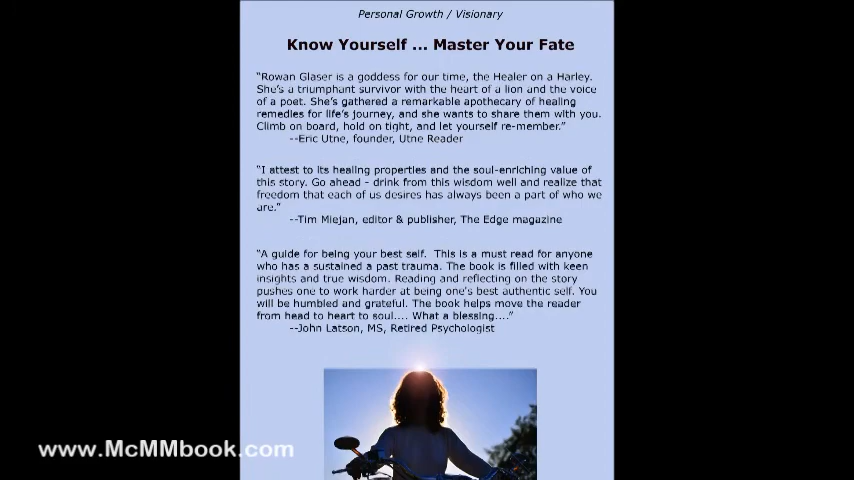 Personal Growth / Visionary
Know Yourself ... Master Your Fate
“Rowan Glaser is a goddess for our time, the Healer on a Harley.
She’s a triumphant survivor with the heart of a lion and the voice
of a poet. She’s gathered a remarkable apothecary of healing
remedies for life’s journey, and she wants to share them with you.
Climb on board, hold on tight, and let yourself re-member.”
--Eric Utne, founder, Utne Reader
“I attest to its healing properties and the soul-enriching value of
this story. Go ahead - drink from this wisdom well and realize that
freedom that each of us desires has always been a part of who we
are.”
--Tim Miejan, editor & publisher, The Edge magazine
“A guide for being your best self.  This is a must read for anyone
who has a sustained a past trauma. The book is filled with keen
insights and true wisdom. Reading and reflecting on the story
pushes one to work harder at being one’s best authentic self. You
will be humbled and grateful. The book helps move the reader
from head to heart to soul.... What a blessing....”
--John Latson, MS, Retired Psychologist
www.McMMbook.com